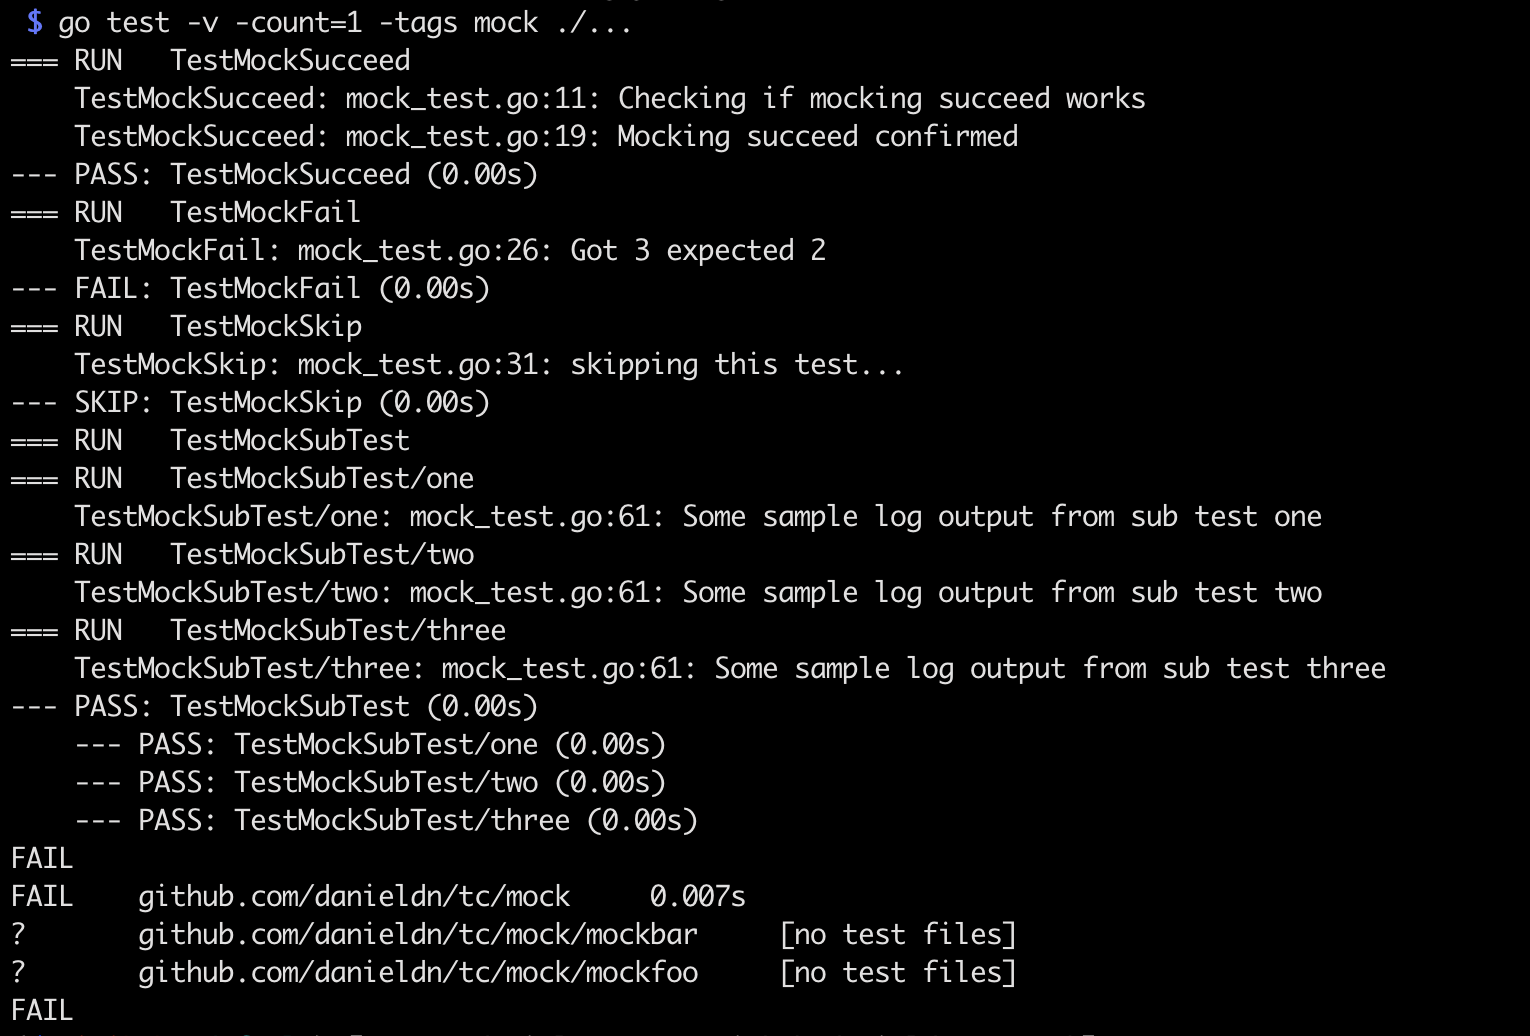 $ go test -v -count=1 -tags mock ./...
=== RUN   TestMockSucceed
    TestMockSucceed: mock_test.go:11: Checking if mocking succeed works
    TestMockSucceed: mock_test.go:19: Mocking succeed confirmed
--- PASS: TestMockSucceed (0.00s)
=== RUN   TestMockFail
    TestMockFail: mock_test.go:26: Got 3 expected 2
--- FAIL: TestMockFail (0.00s)
=== RUN   TestMockSkip
    TestMockSkip: mock_test.go:31: skipping this test...
--- SKIP: TestMockSkip (0.00s)
=== RUN   TestMockSubTest
=== RUN   TestMockSubTest/one
    TestMockSubTest/one: mock_test.go:61: Some sample log output from sub test one
=== RUN   TestMockSubTest/two
    TestMockSubTest/two: mock_test.go:61: Some sample log output from sub test two
=== RUN   TestMockSubTest/three
    TestMockSubTest/three: mock_test.go:61: Some sample log output from sub test three
--- PASS: TestMockSubTest (0.00s)
    --- PASS: TestMockSubTest/one (0.00s)
    --- PASS: TestMockSubTest/two (0.00s)
    --- PASS: TestMockSubTest/three (0.00s)
FAIL
FAIL    github.com/danieldn/tc/mock     0.007s
?       github.com/danieldn/tc/mock/mockbar     [no test files]
?       github.com/danieldn/tc/mock/mockfoo     [no test files]
FAIL